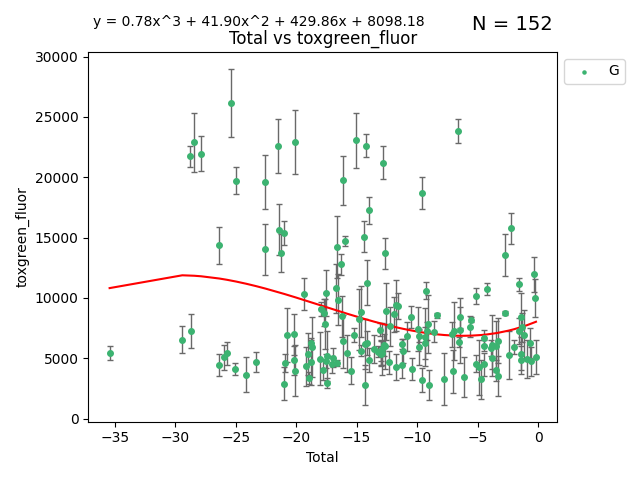 y = 0.78x^3 + 41.90x^2 + 429.86x + 8098.18
N = 152
Total vs toxgreen_fluor
G
30000
25000
20000
15000
10000
5000
0
toxgreen_fluor
−35 −30 −25 −20 −15 −10 −5 0
Total